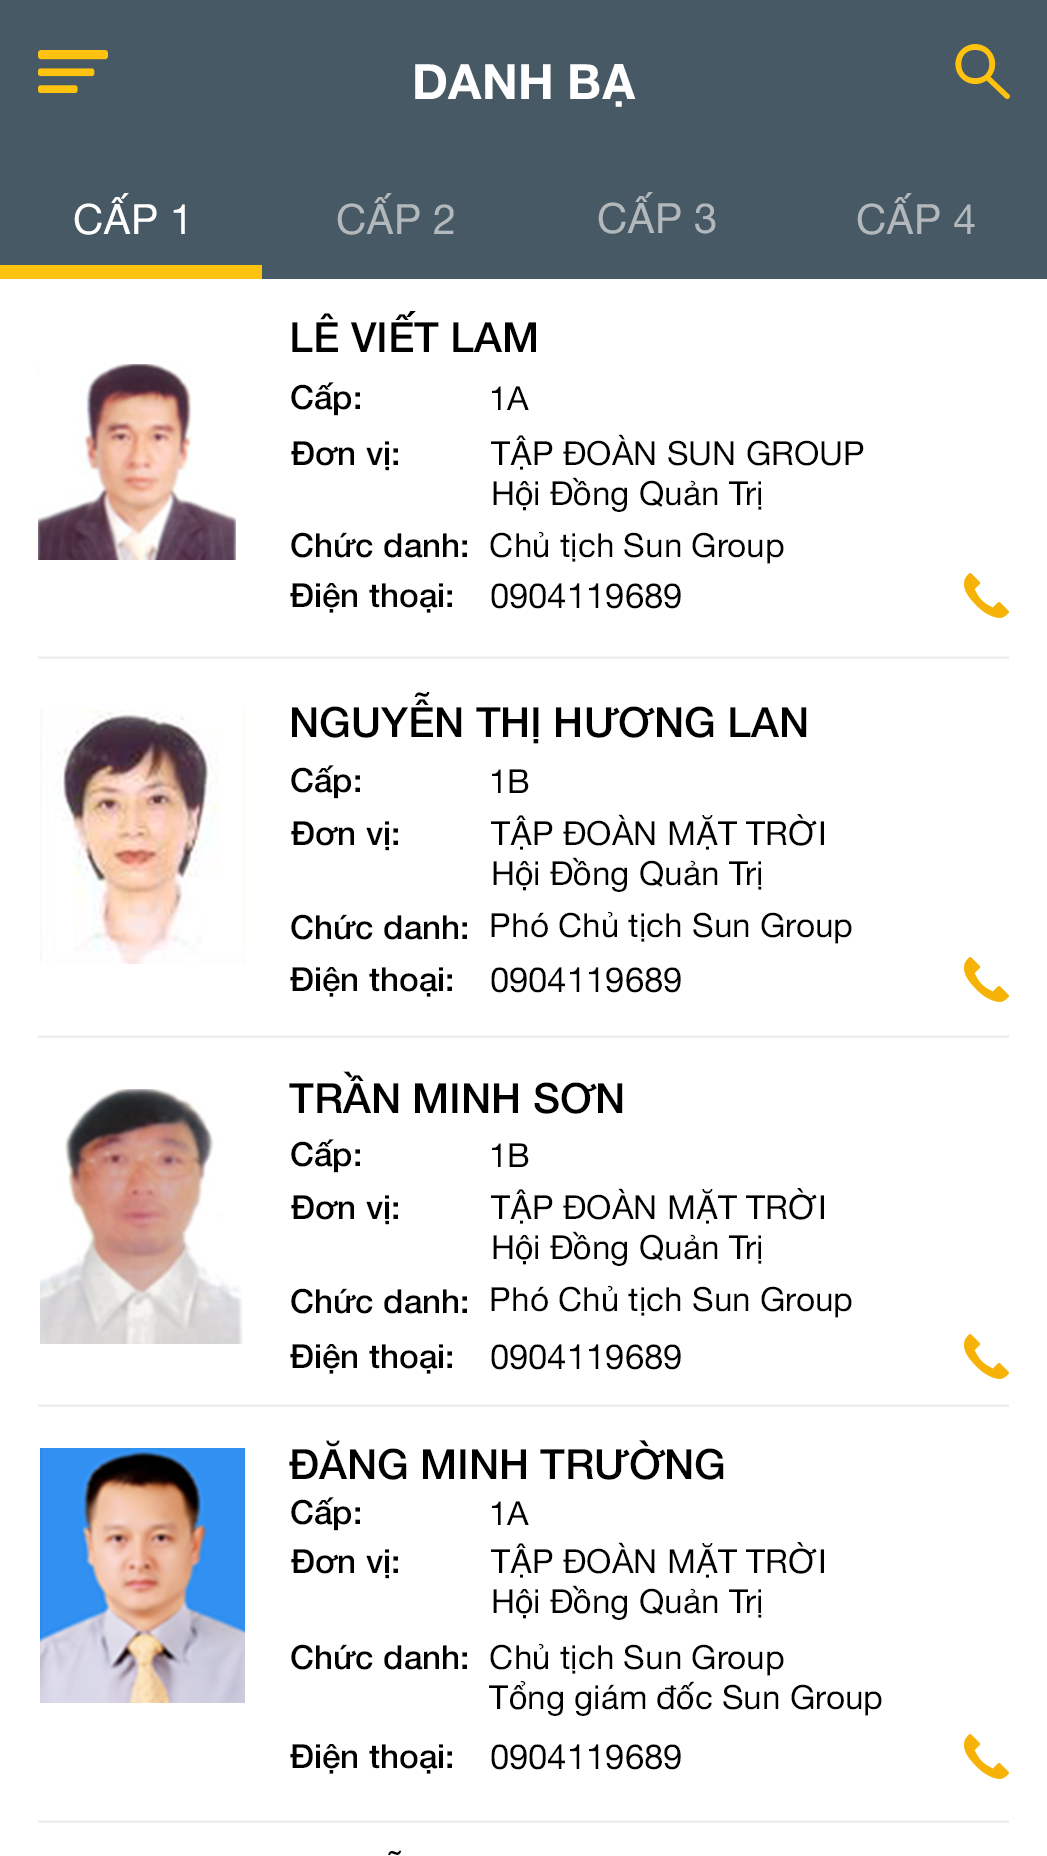 DANH BẠ
CẤP 1 CẤP 2 CẤP 3 CẤP 4
LÊ VIẾT LAM
Cấp: 1A
Đơn vị: TẬP ĐOÀN SUN GROUP
Hội Đồng Quản Trị
Chức danh: Chủ tịch Sun Group
Điện thoại: 0904119689
NGUYỄN THỊ HƯƠNG LAN
Cấp: 1B
Đơn vị: TẬP ĐOÀN MẶT TRỜI
Hội Đồng Quản Trị
Chức danh: Phó Chủ tịch Sun Group
Điện thoại: 0904119689
TRẦN MINH SƠN
Cấp: 1B
Đơn vị: TẬP ĐOÀN MẶT TRỜI
Hội Đồng Quản Trị
Chức danh: Phó Chủ tịch Sun Group
Điện thoại: 0904119689
ĐĂNG MINH TRƯỜNG
Cấp: 1A
Đơn vị: TẬP ĐOÀN MẶT TRỜI
Hội Đồng Quản Trị
Chức danh: Chủ tịch Sun Group
Tổng giám đốc Sun Group
Điện thoại: 0904119689